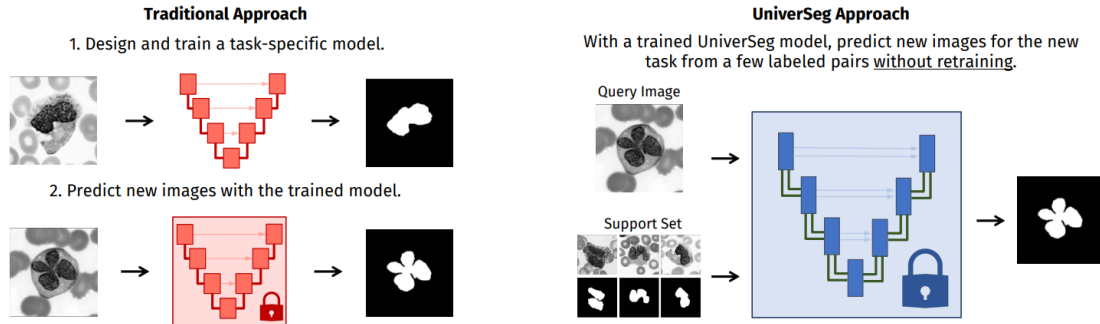 Traditional Approach
1. Design and train a task-specific model.
2. Predict new images with the trained model.
UniverSeg Approach
With a trained UniverSeg model, predict new images for the new
task from a few labeled pairs without retraining.
Query Image
Support Set